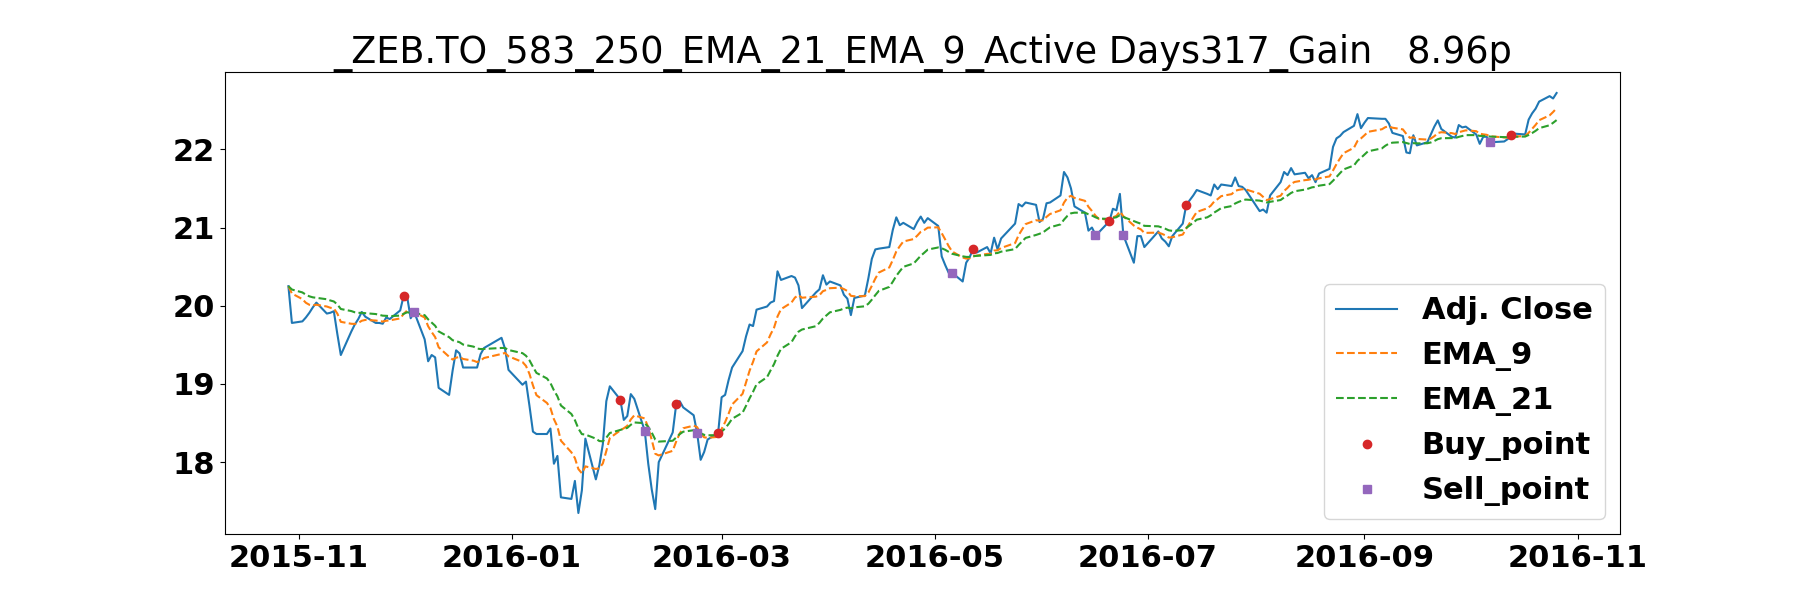 _ZEB.TO_583_250_EMA_21_EMA_9_Active Days317_Gain   8.96p
22
21
20
19
18
2015-11
2016-01
2016-03
2016-05
2016-07
2016-09
2016-11
Adj. Close
EMA_9
EMA_21
Buy_point
Sell_point